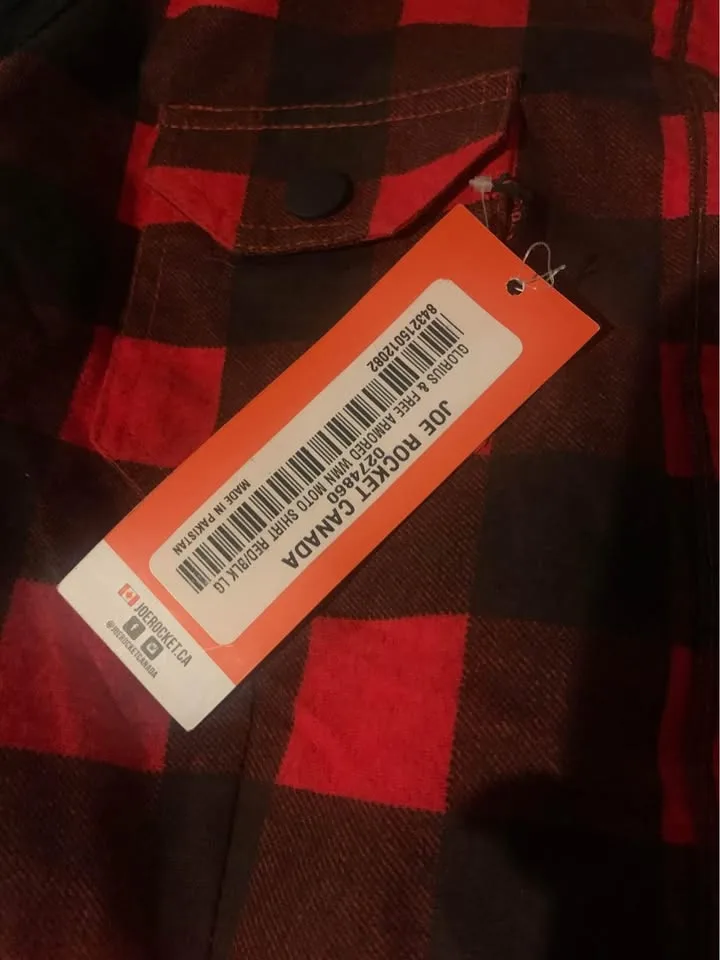 JOE ROCKET CANADA
0274860
GLORIUS & FREE ARMORED WMN MOTO SHIRT RED/BLK LG
843215012082
MADE IN PAKISTAN
JOEROCKET.CA
@JOEROCKETCANADA